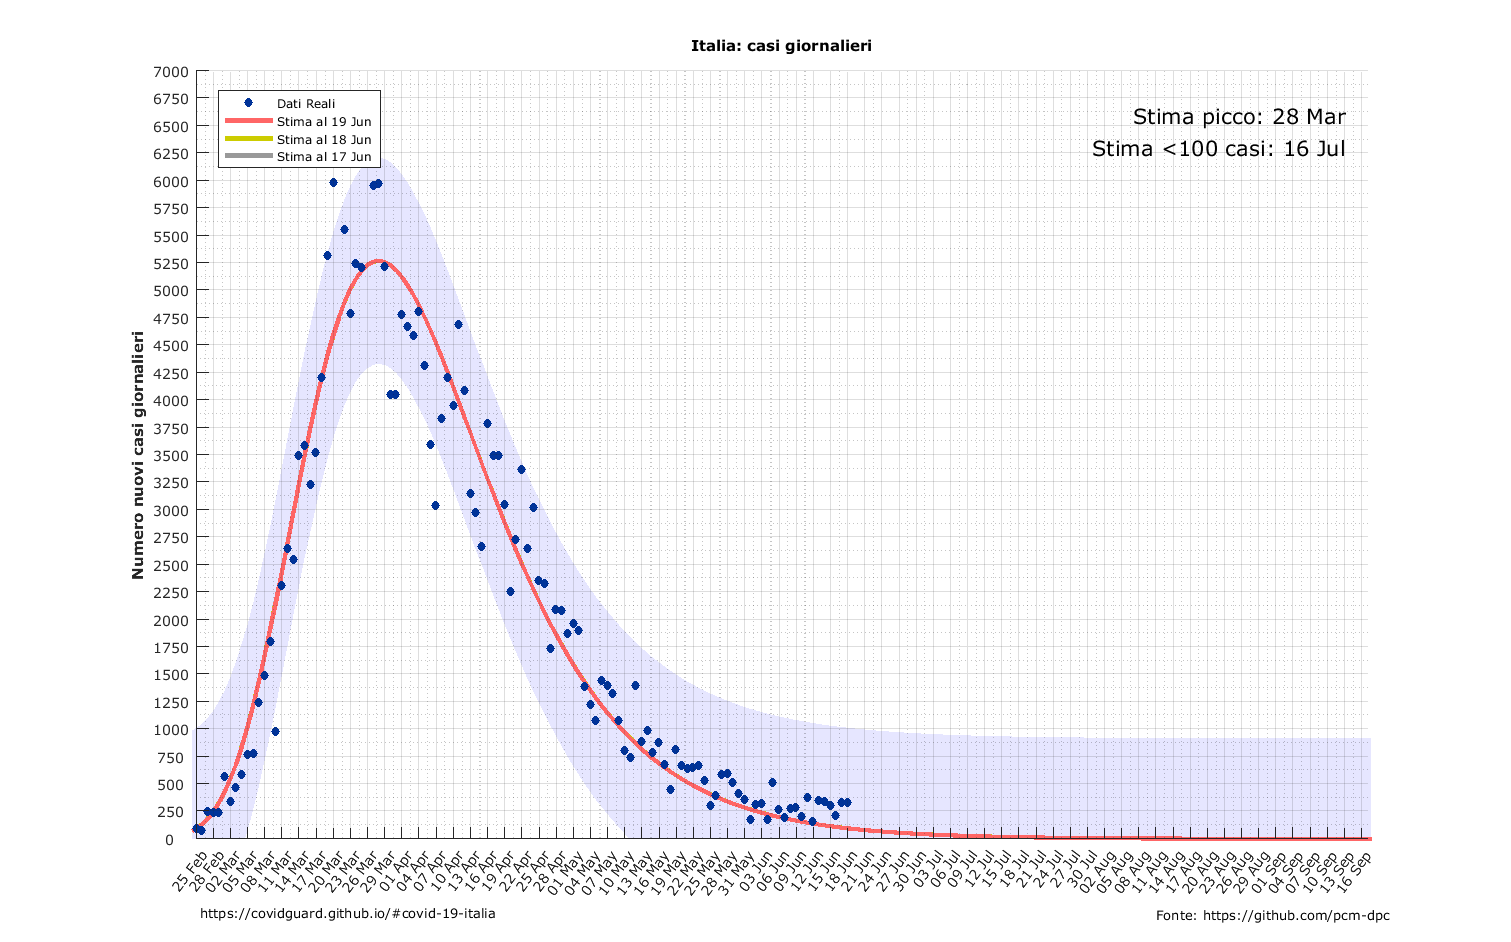 Italia: casi giornalieri
7000
6750
6500
6250
6000
5750
5500
5250
5000
4750
4500
4250
4000
3750
3500
3250
3000
2750
2500
2250
2000
1750
1500
1250
1000
750
500
250
0
Numero nuovi casi giornalieri
Dati Reali
Stima al 19 Jun
Stima al 18 Jun
Stima al 17 Jun
Stima picco: 28 Mar
Stima <100 casi: 16 Jul
25 Feb
28 Feb
02 Mar
05 Mar
08 Mar
11 Mar
14 Mar
17 Mar
20 Mar
23 Mar
26 Mar
29 Mar
01 Apr
04 Apr
07 Apr
10 Apr
13 Apr
16 Apr
19 Apr
22 Apr
25 Apr
28 Apr
01 May
04 May
07 May
10 May
13 May
16 May
19 May
22 May
25 May
28 May
31 May
03 Jun
06 Jun
09 Jun
12 Jun
15 Jun
18 Jun
21 Jun
24 Jun
27 Jun
30 Jun
03 Jul
06 Jul
09 Jul
12 Jul
15 Jul
18 Jul
21 Jul
24 Jul
27 Jul
30 Jul
02 Aug
05 Aug
08 Aug
11 Aug
14 Aug
17 Aug
20 Aug
23 Aug
26 Aug
29 Aug
01 Sep
04 Sep
07 Sep
10 Sep
13 Sep
16 Sep
https://covidguard.github.io/#covid-19-italia
Fonte: https://github.com/pcm-dpc